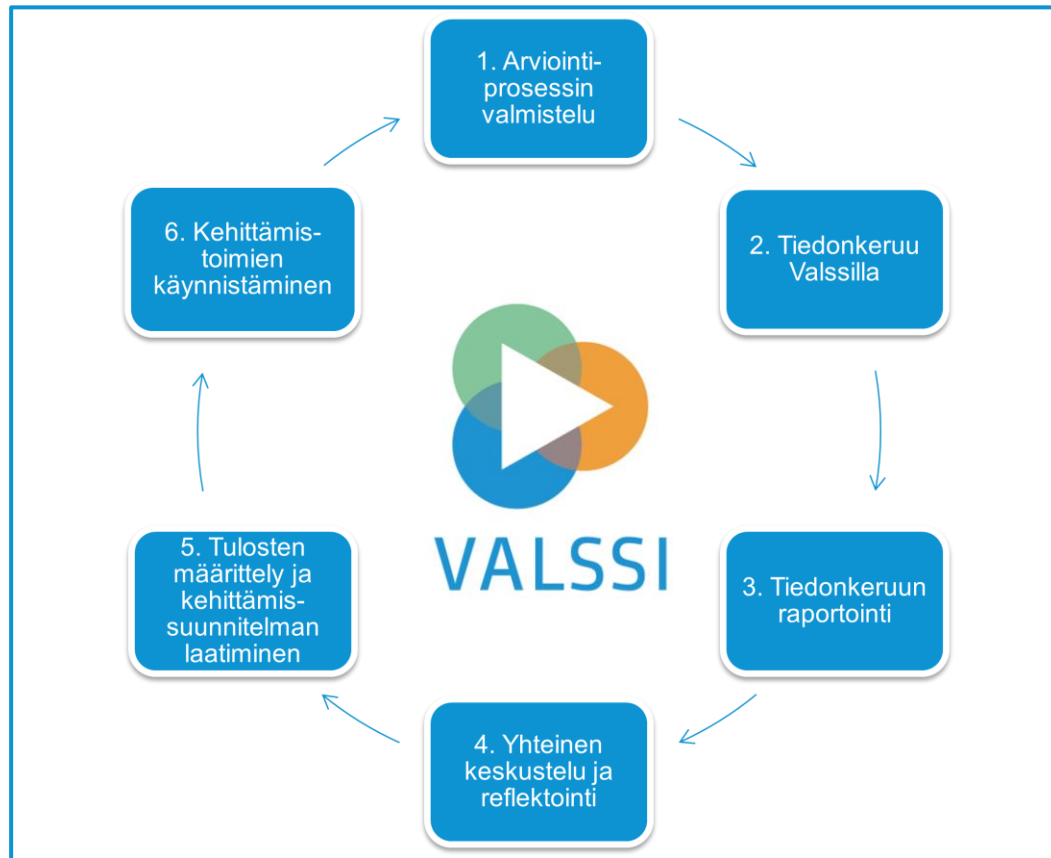 1. Arviointi-
prosessin
valmistelu
2. Tiedonkeruu
Valssilla
3. Tiedonkeruun
raportointi
4. Yhteinen
keskustelu ja
reflektointi
5. Tulosten
määrittely ja
kehittämis-
suunnitelman
laatiminen
6. Kehittämis-
toimien
käynnistäminen
VALSSI